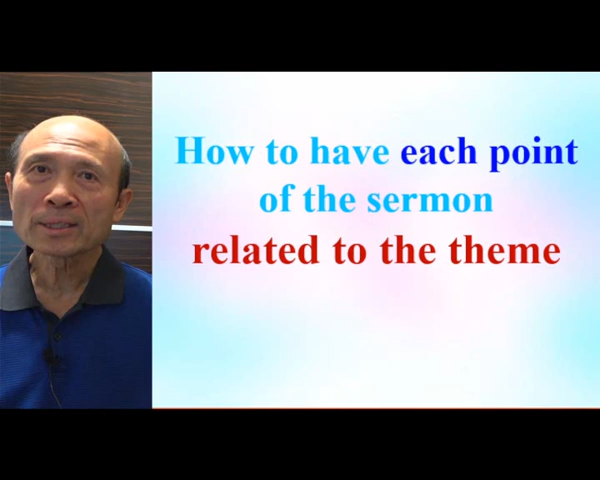 How to have each point
of the sermon
related to the theme